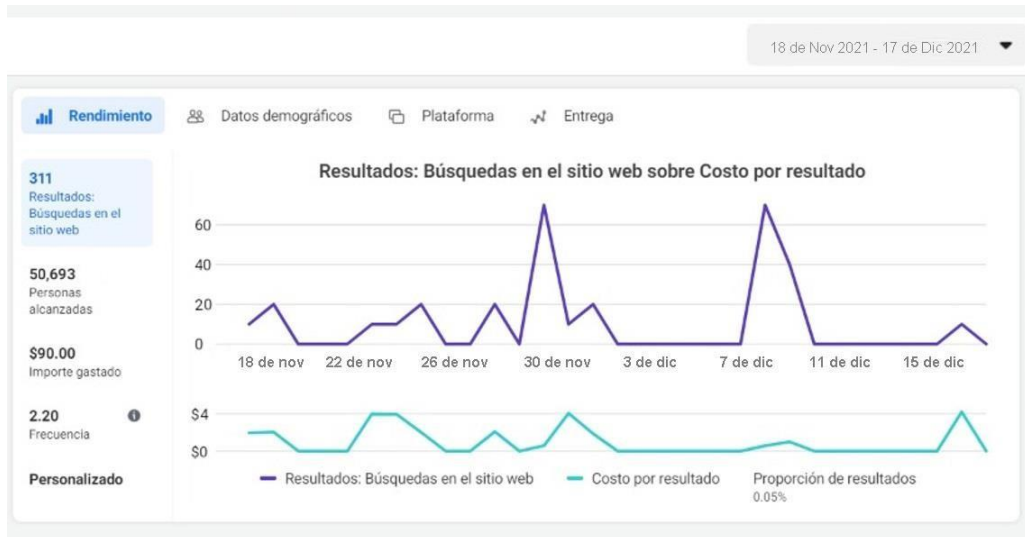 18 de Nov 2021 - 17 de Dic 2021
Rendimiento
Datos demográficos
Plataforma
Entrega
311
Resultados:
Búsquedas en el
sitio web
50,693
Personas
alcanzadas
$90.00
Importe gastado
2.20
Frecuencia
Personalizado
Resultados: Búsquedas en el sitio web sobre Costo por resultado
60
40
20
0
18 de nov 22 de nov 26 de nov 30 de nov 3 de dic 7 de dic 11 de dic 15 de dic
$4
$0
Resultados: Búsquedas en el sitio web
Costo por resultado
Proporción de resultados
0.05%